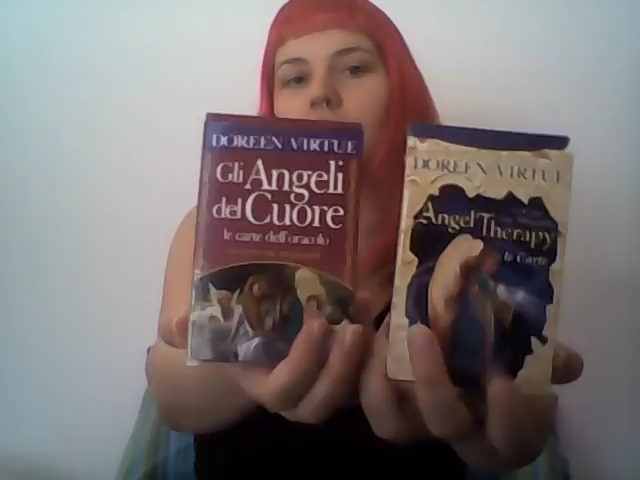 DOREEN VIRTUE
Gli Angeli
del Cuore
le carte dell'oracolo
DOREEN VIRTUE
Angel Therapy
le Carte